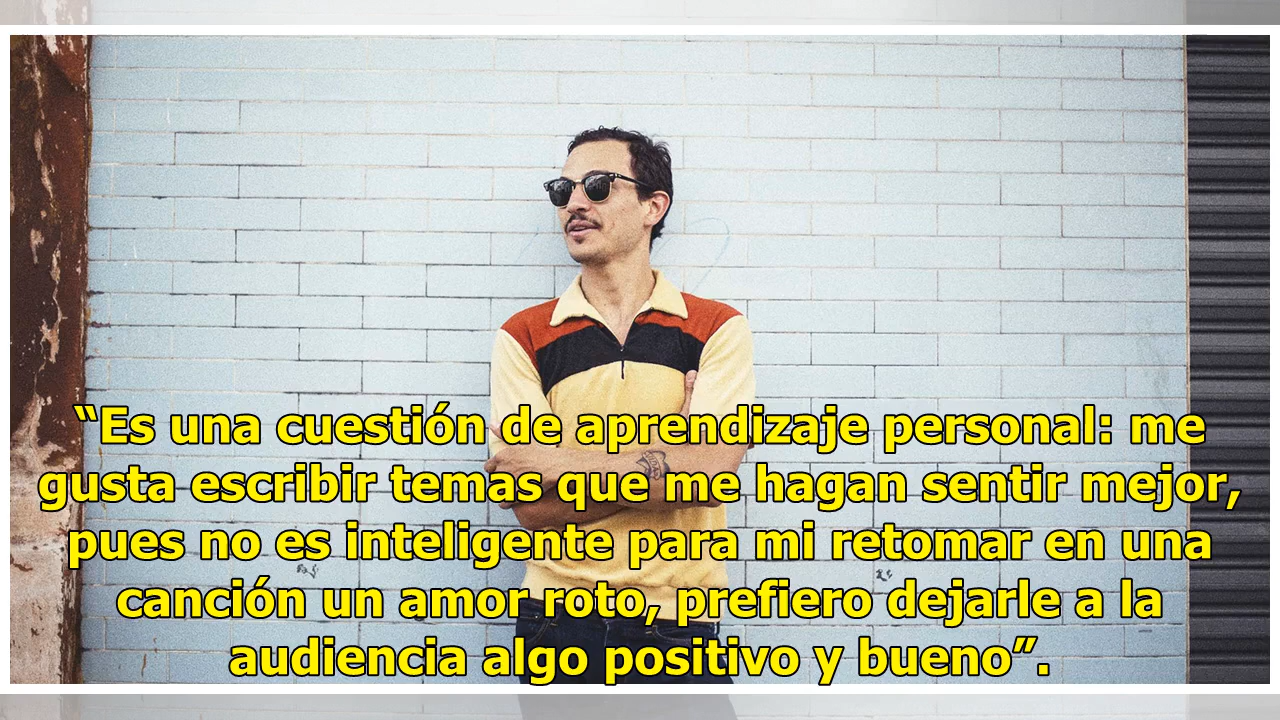 “Es una cuestión de aprendizaje personal: me
gusta escribir temas que me hagan sentir mejor,
pues no es inteligente para mi retomar en una
canción un amor roto, prefiero dejarle a la
audiencia algo positivo y bueno”.